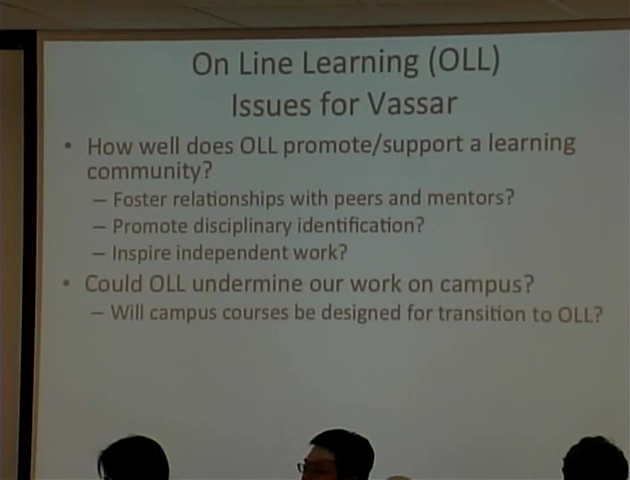 On Line Learning (OLL)
Issues for Vassar
• How well does OLL promote/support a learning
community?
– Foster relationships with peers and mentors?
– Promote disciplinary identification?
– Inspire independent work?
• Could OLL undermine our work on campus?
– Will campus courses be designed for transition to OLL?